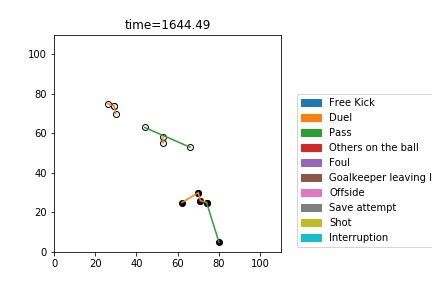 time=1644.49
100
80
60
40
20
0
0 20 40 60 80 100
Free Kick
Duel
Pass
Others on the ball
Foul
Goalkeeper leaving l
Offside
Save attempt
Shot
Interruption